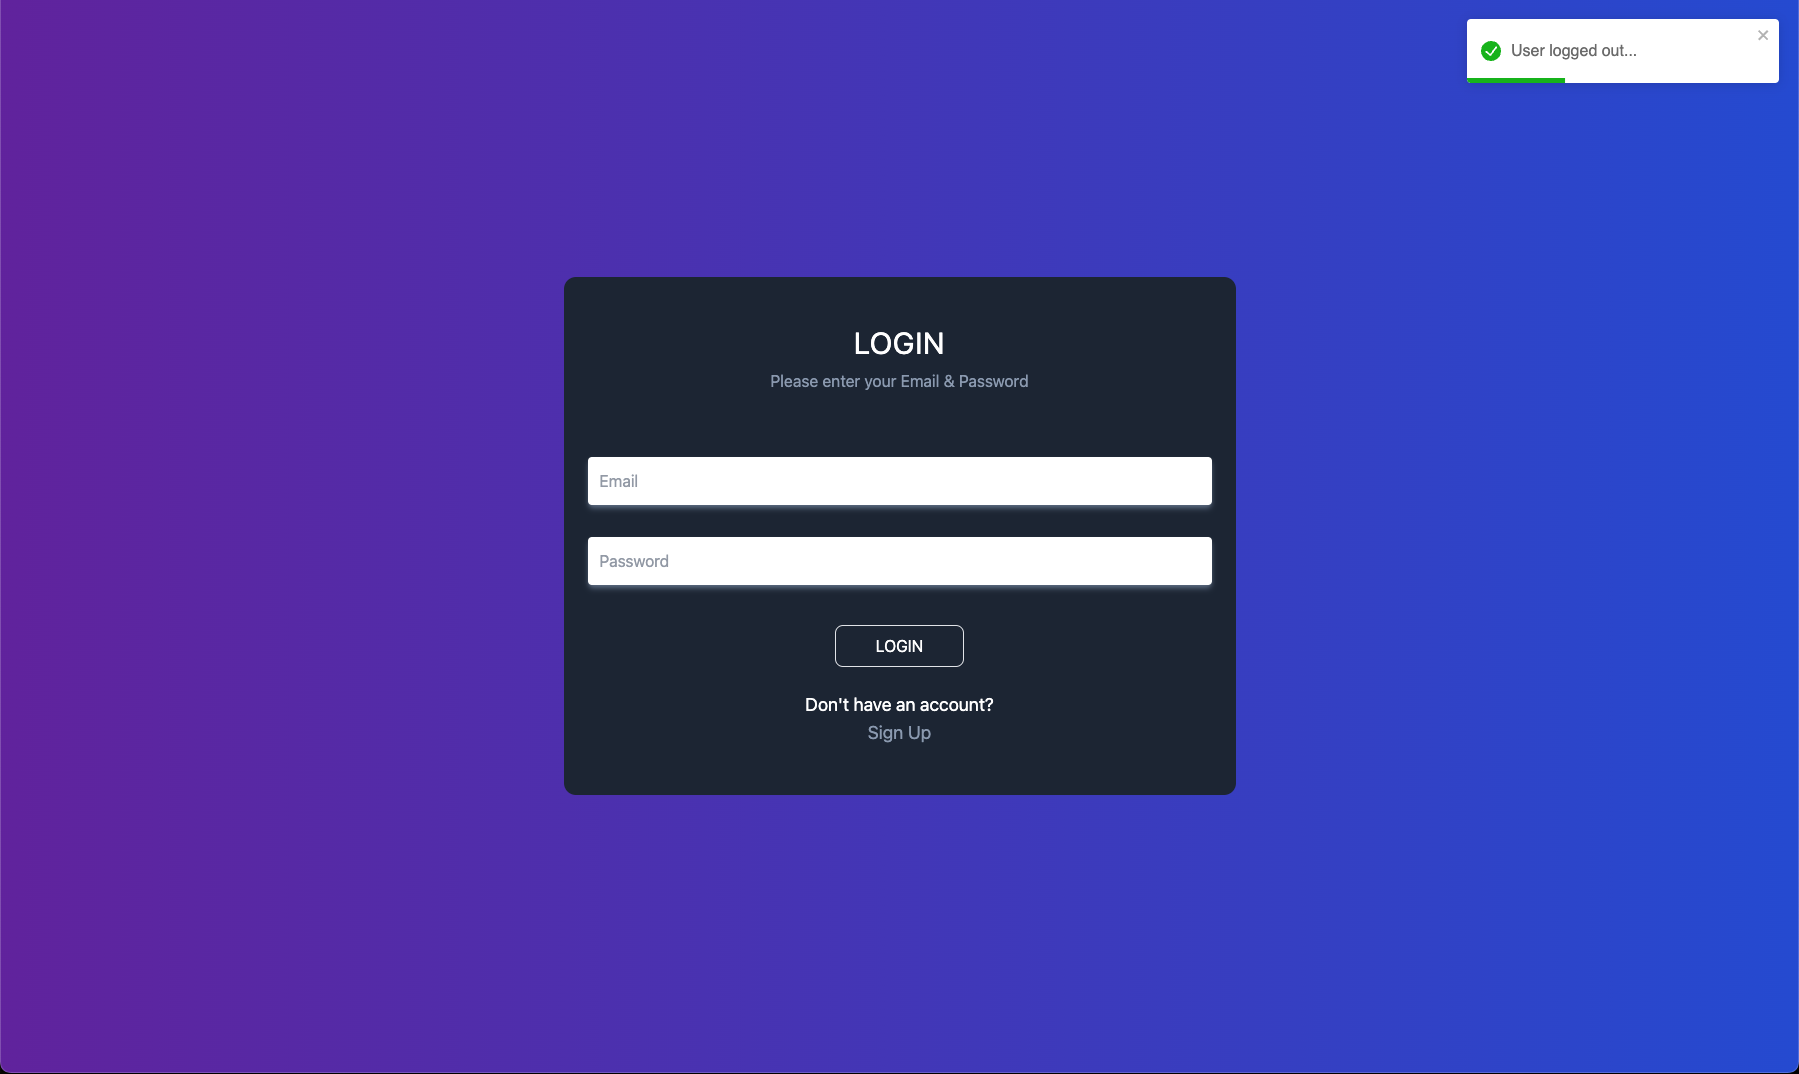 User logged out...
LOGIN
Please enter your Email & Password
Email
Password
LOGIN
Don't have an account?
Sign Up